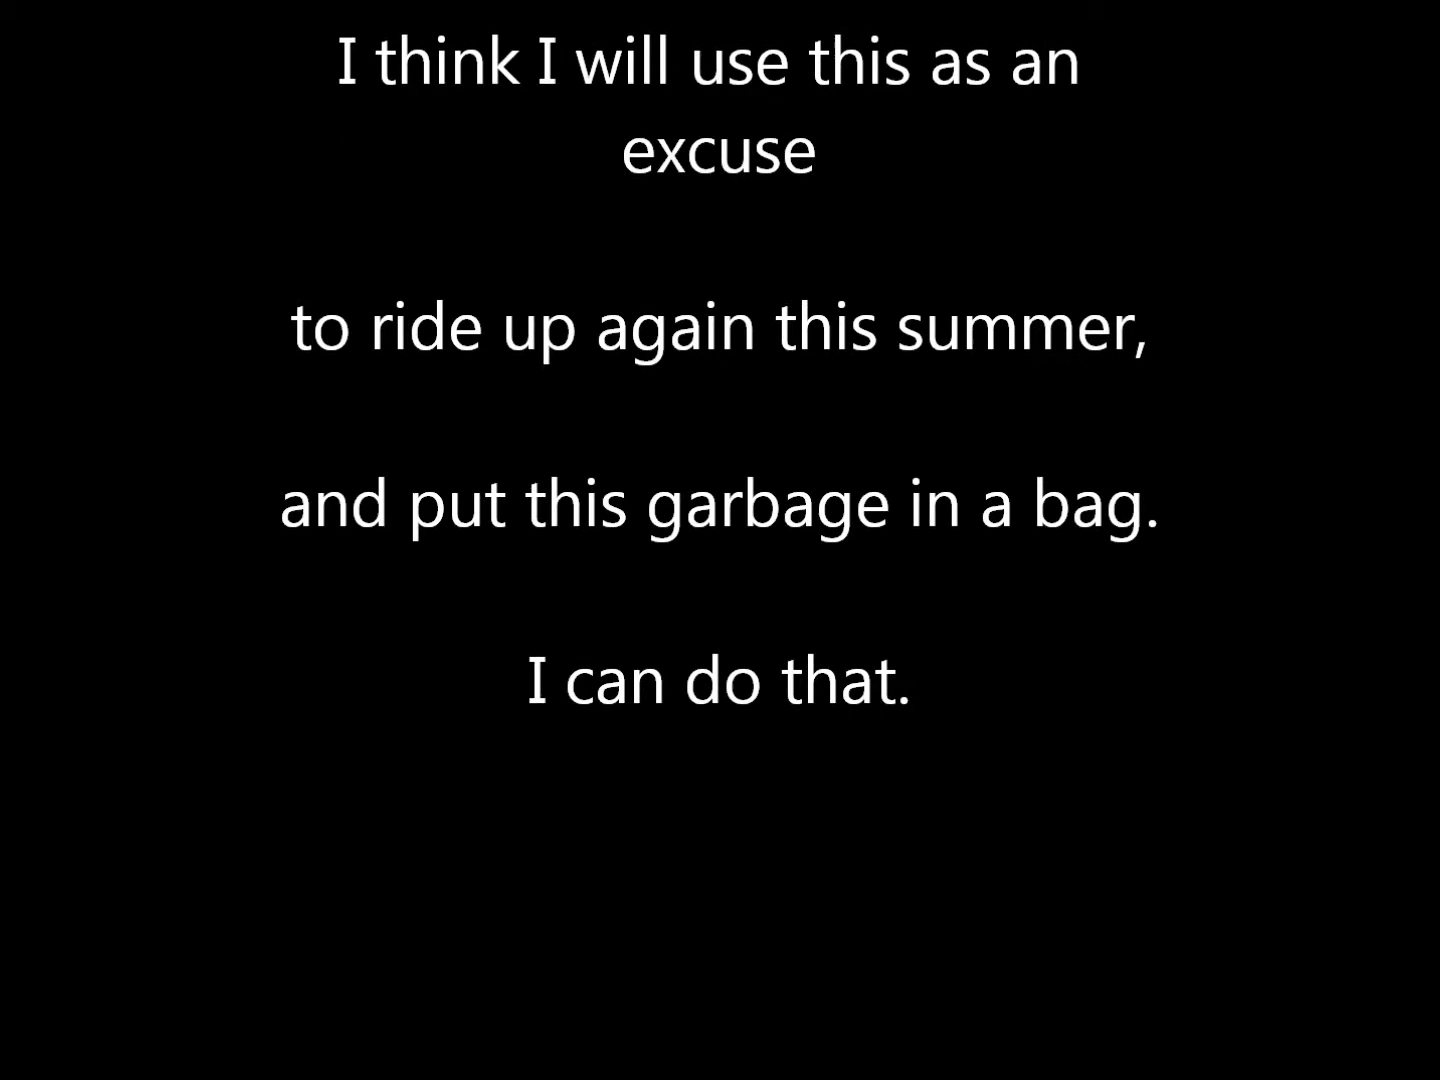 I think I will use this as an
excuse
to ride up again this summer,
and put this garbage in a bag.
I can do that.